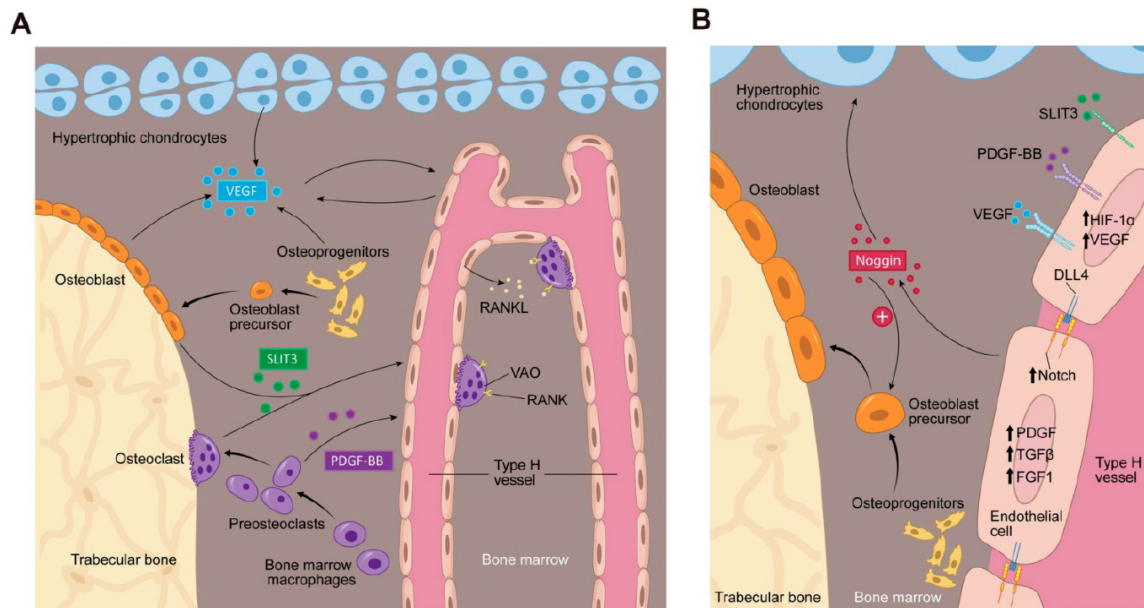 A
Hypertrophic chondrocytes
VEGF
Osteoblast
Osteoprogenitors
Osteoblast
precursor
RANKL
SLIT3
VAO
RANK
Osteoclast
PDGF-BB
Type H
vessel
Preosteoclasts
Trabecular bone
Bone marrow
macrophages
Bone marrow
B
Hypertrophic
chondrocytes
SLIT3
PDGF-BB
Osteoblast
VEGF
HIF-1α
VEGF
Noggin
DLL4
+
Notch
Osteoblast
precursor
PDGF
TGFβ
FGF1
Type H
vessel
Osteoprogenitors
Endothelial
cell
Trabecular bone
Bone marrow